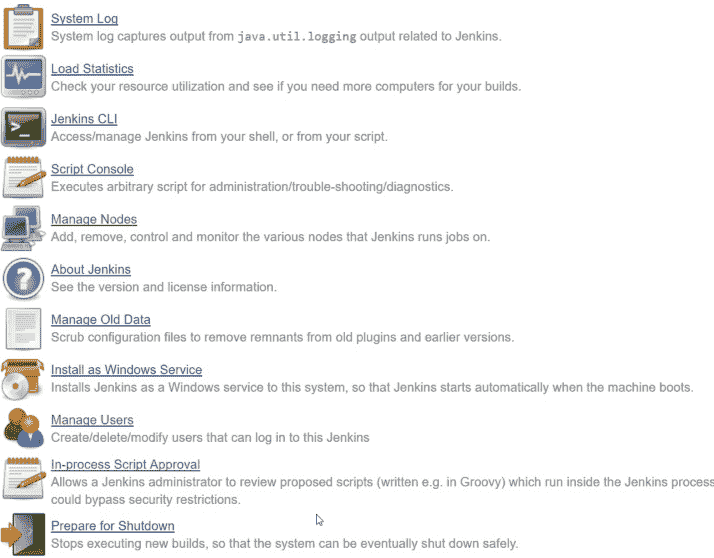 System Log
System log captures output from java.util.logging output related to Jenkins.
Load Statistics
Check your resource utilization and see if you need more computers for your builds.
Jenkins CLI
Access/manage Jenkins from your shell, or from your script.
Script Console
Executes arbitrary script for administration/trouble-shooting/diagnostics.
Manage Nodes
Add, remove, control and monitor the various nodes that Jenkins runs jobs on.
About Jenkins
See the version and license information.
Manage Old Data
Scrub configuration files to remove remnants from old plugins and earlier versions.
Install as Windows Service
Installs Jenkins as a Windows service to this system, so that Jenkins starts automatically when the machine boots.
Manage Users
Create/delete/modify users that can log in to this Jenkins
In-process Script Approval
Allows a Jenkins administrator to review proposed scripts (written e.g. in Groovy) which run inside the Jenkins process
could bypass security restrictions.
Prepare for Shutdown
Stops executing new builds, so that the system can be eventually shut down safely.